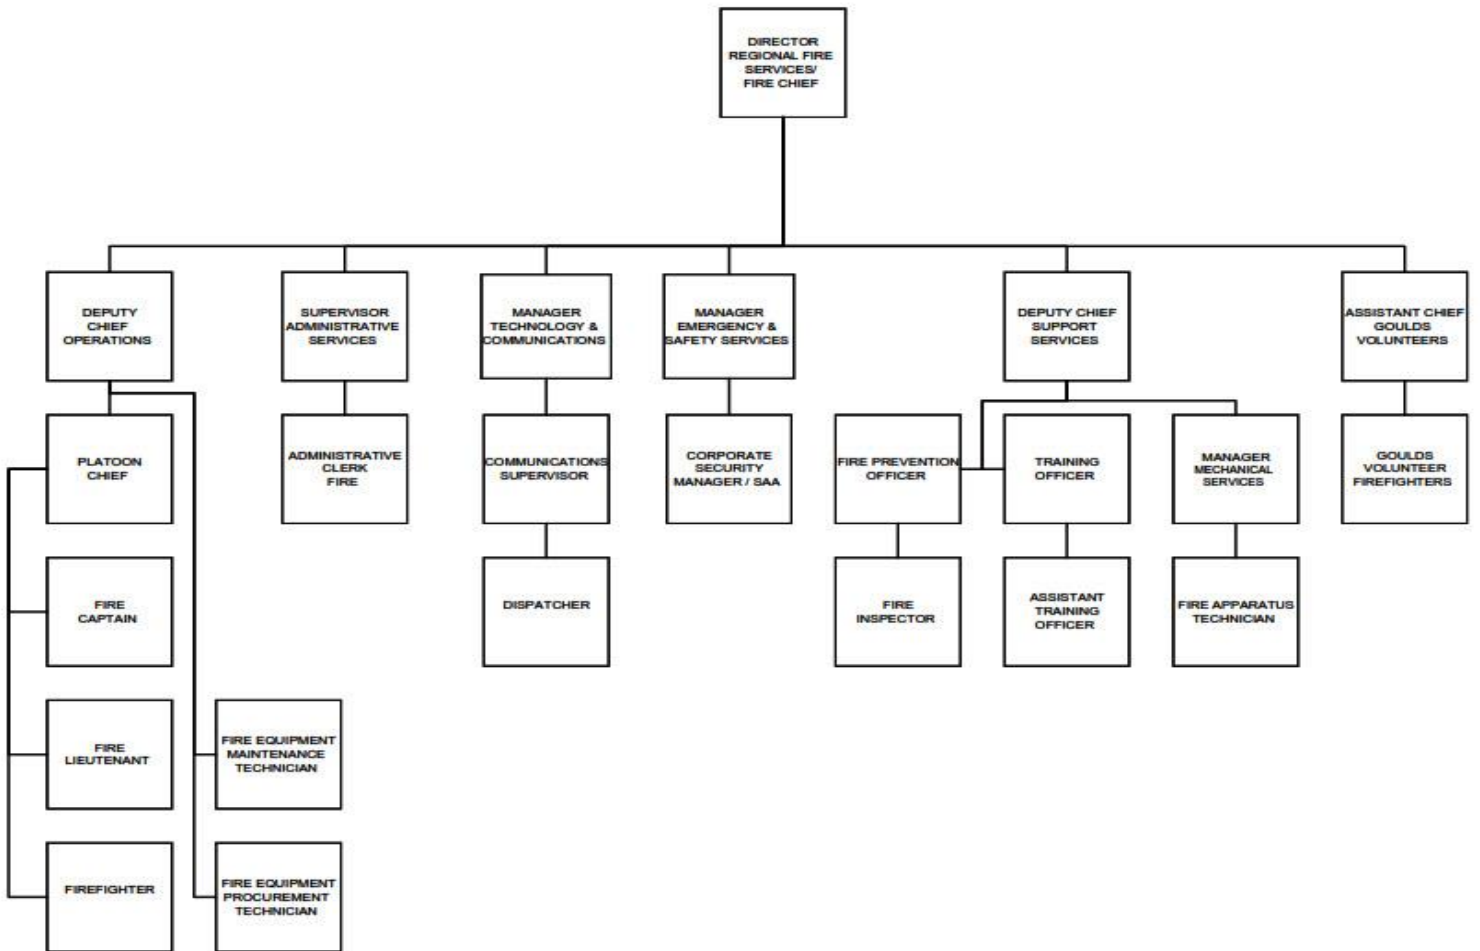 DIRECTOR
REGIONAL FIRE
SERVICES/
FIRE CHIEF
DEPUTY
CHIEF
OPERATIONS
SUPERVISOR
ADMINISTRATIVE
SERVICES
MANAGER
TECHNOLOGY &
COMMUNICATIONS
MANAGER
EMERGENCY &
SAFETY SERVICES
DEPUTY CHIEF
SUPPORT
SERVICES
ASSISTANT CHIEF
GOULDS
VOLUNTEERS
PLATOON
CHIEF
ADMINISTRATIVE
CLERK
FIRE
COMMUNICATIONS
SUPERVISOR
CORPORATE
SECURITY
MANAGER / SAA
FIRE PREVENTION
OFFICER
TRAINING
OFFICER
MANAGER
MECHANICAL
SERVICES
GOULDS
VOLUNTEER
FIREFIGHTERS
FIRE
CAPTAIN
DISPATCHER
FIRE
INSPECTOR
ASSISTANT
TRAINING
OFFICER
FIRE APPARATUS
TECHNICIAN
FIRE
LIEUTENANT
FIRE EQUIPMENT
MAINTENANCE
TECHNICIAN
FIREFIGHTER
FIRE EQUIPMENT
PROCUREMENT
TECHNICIAN